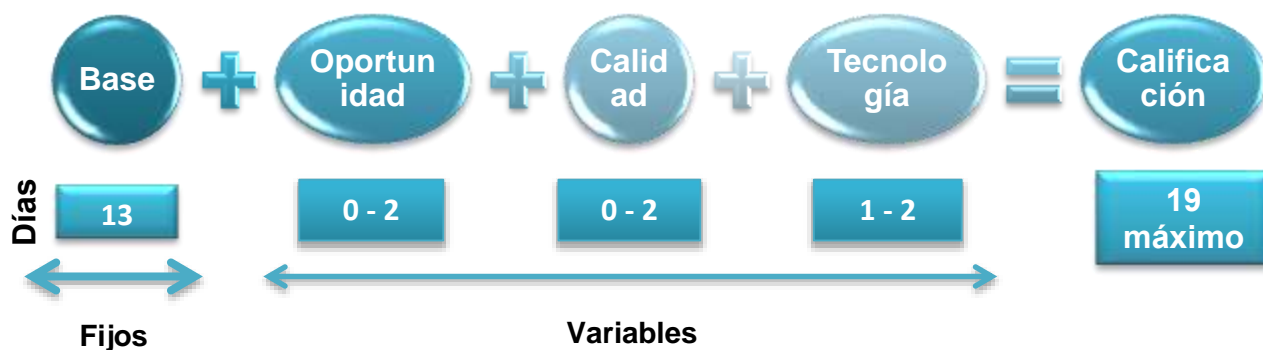 Base
Oportun
idad
Calid
ad
Tecnolo
gía
Califica
ción
Días
13
0 - 2
0 - 2
1 - 2
19
máximo
Fijos
Variables